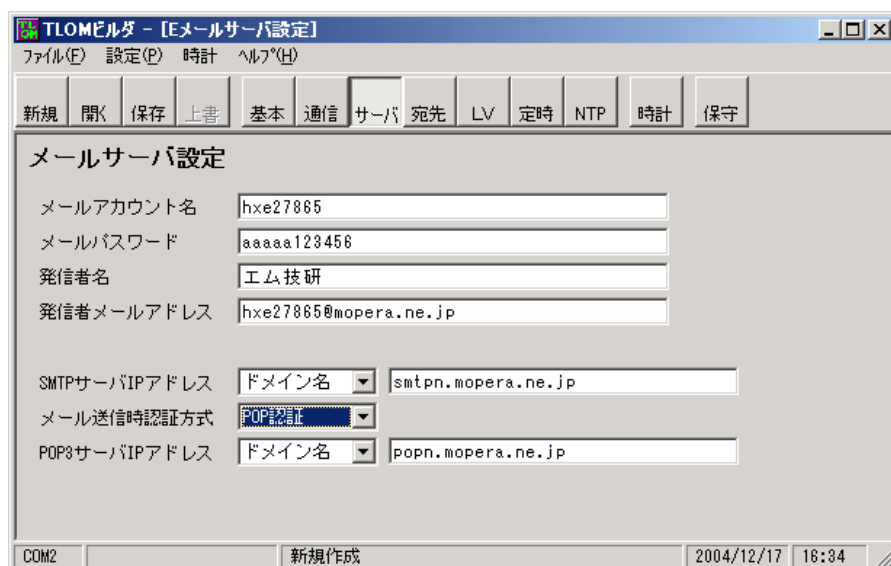 TLOMビルダ - [Eメールサーバ設定]
ファイル(F) 設定(P) 時計 ヘルプ(H)
新規 開く 保存 上書 基本 通信 サーバ 宛先 LV 定時 NTP 時計 保守
メールサーバ設定
メールアカウント名 hxe27865
メールパスワード aaaaa123456
発信者名 エム技研
発信者メールアドレス hxe27865@mopera.ne.jp
SMTPサーバIPアドレス ドメイン名 smtpn.mopera.ne.jp
メール送信時認証方式 POP認証
POP3サーバIPアドレス ドメイン名 popn.mopera.ne.jp
COM2 新規作成 2004/12/17 16:34